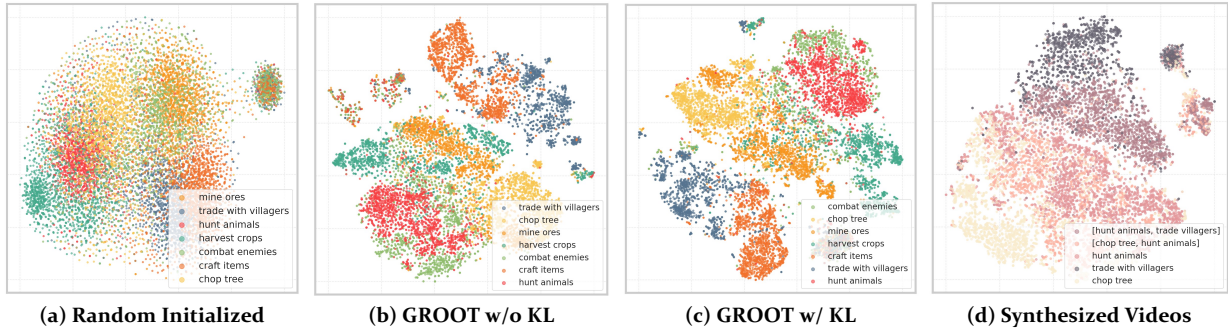 mine ores
trade with villagers
hunt animals
harvest crops
combat enemies
craft items
chop tree
(a) Random Initialized
trade with villagers
chop tree
mine ores
harvest crops
combat enemies
craft items
hunt animals
(b) GROOT w/o KL
combat enemies
chop tree
mine ores
harvest crops
craft items
trade with villagers
hunt animals
(c) GROOT w/ KL
[hunt animals, trade villagers]
[chop tree, hunt animals]
hunt animals
trade with villagers
chop tree
(d) Synthesized Videos